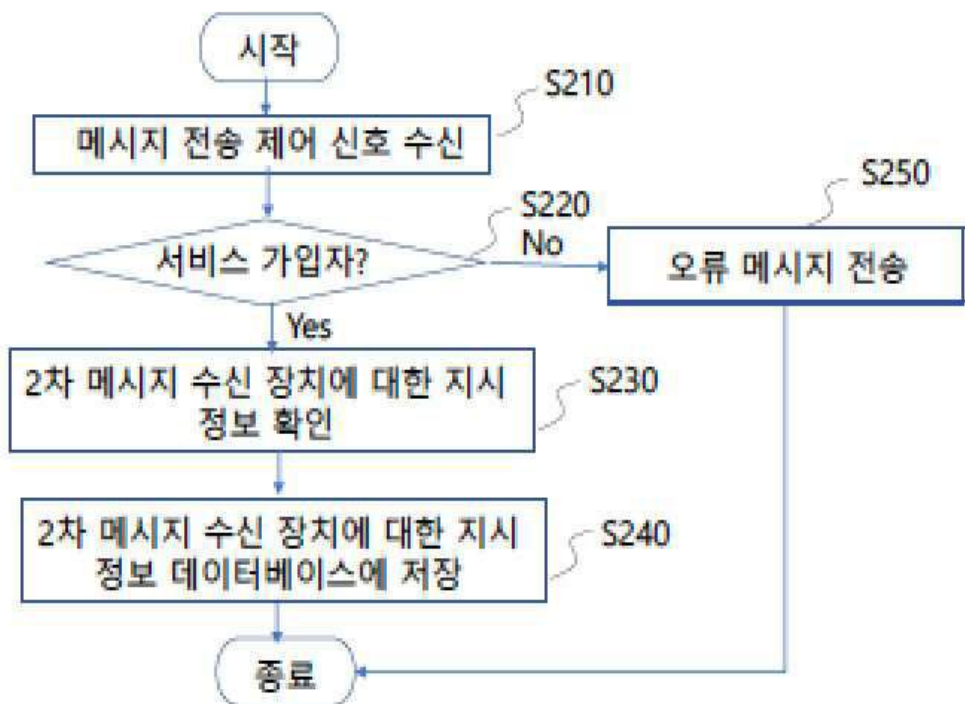 시작
S210
메시지 전송 제어 신호 수신
S220
서비스 가입자?
No
S250
오류 메시지 전송
Yes
2차 메시지 수신 장치에 대한 지시
정보 확인
S230
2차 메시지 수신 장치에 대한 지시
정보 데이터베이스에 저장
S240
종료